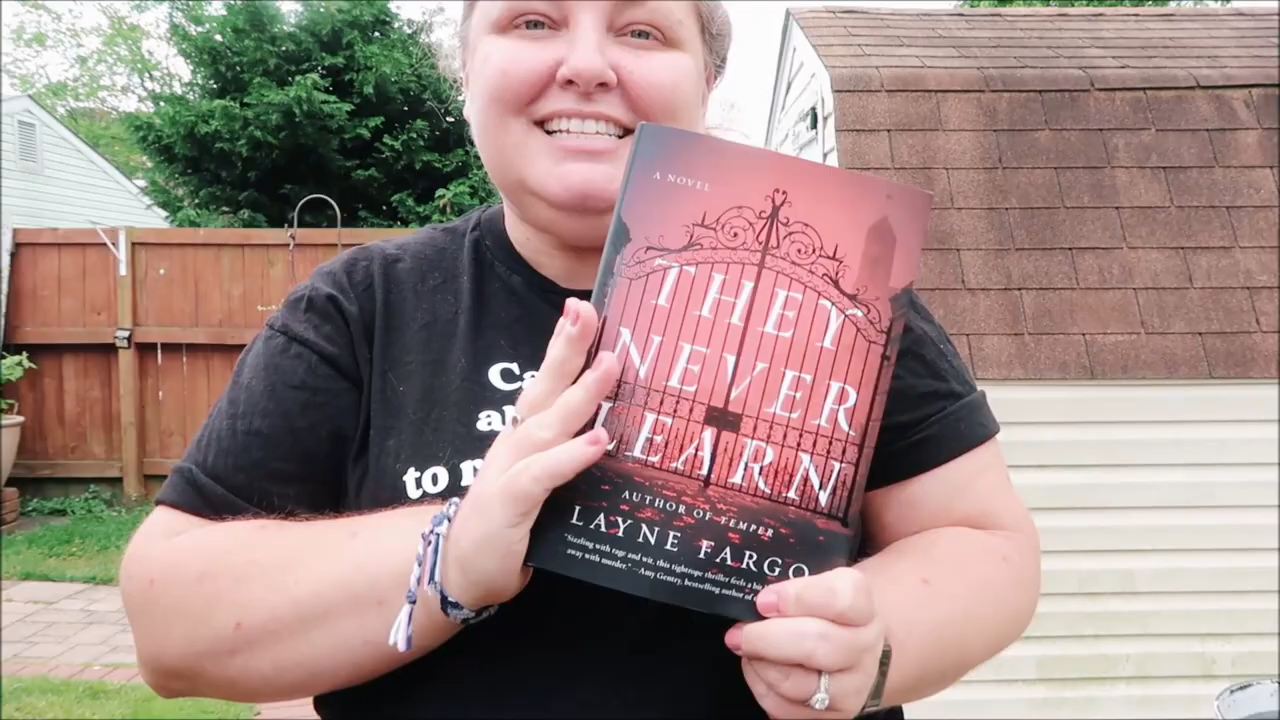 A NOVEL
THEY
NEVER
LEARN
AUTHOR OF TEMPER
LAYNE FARGO
"Sizzling with rage and wit, this tightrope thriller feels a bit
away with murder." —Amy Gentry, bestselling author of
to